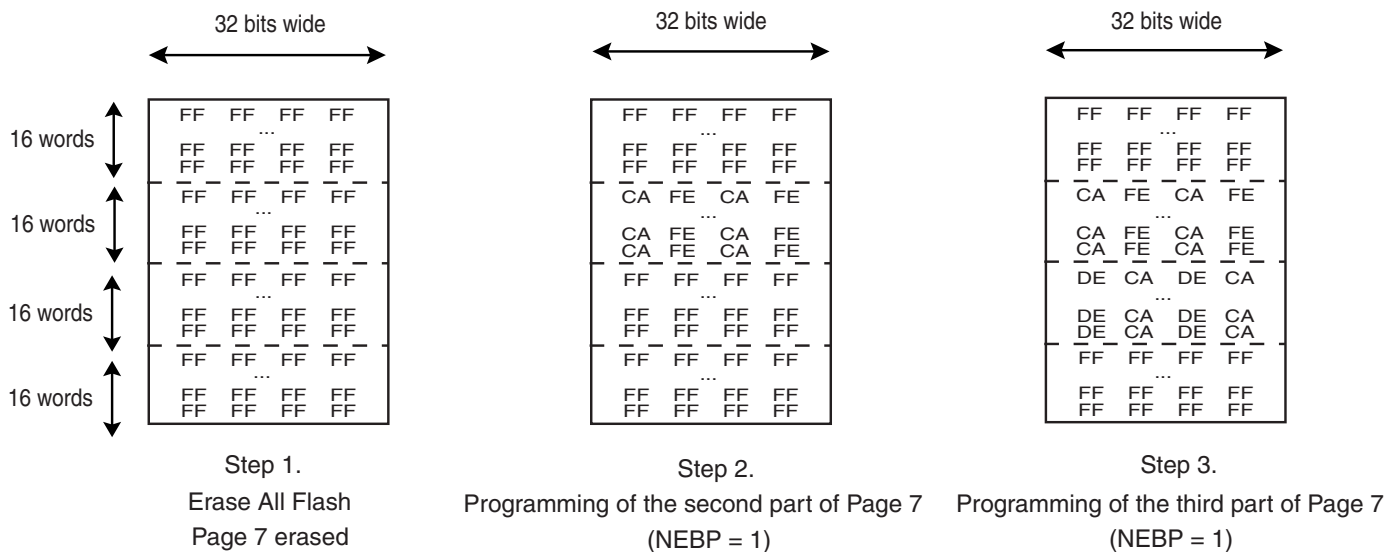 32 bits wide
32 bits wide
32 bits wide
16 words
FF FF FF FF
...
FF FF FF FF
FF FF FF FF
16 words
FF FF FF FF
...
FF FF FF FF
FF FF FF FF
16 words
FF FF FF FF
...
FF FF FF FF
FF FF FF FF
16 words
FF FF FF FF
...
FF FF FF FF
FF FF FF FF
Step 1.
Erase All Flash
Page 7 erased
FF FF FF FF
...
FF FF FF FF
FF FF FF FF
CA FE CA FE
...
CA FE CA FE
CA FE CA FE
FF FF FF FF
...
FF FF FF FF
FF FF FF FF
FF FF FF FF
...
FF FF FF FF
FF FF FF FF
Step 2.
Programming of the second part of Page 7
(NEBP = 1)
FF FF FF FF
...
FF FF FF FF
FF FF FF FF
CA FE CA FE
...
CA FE CA FE
CA FE CA FE
DE CA DE CA
...
DE CA DE CA
DE CA DE CA
FF FF FF FF
...
FF FF FF FF
FF FF FF FF
Step 3.
Programming of the third part of Page 7
(NEBP = 1)